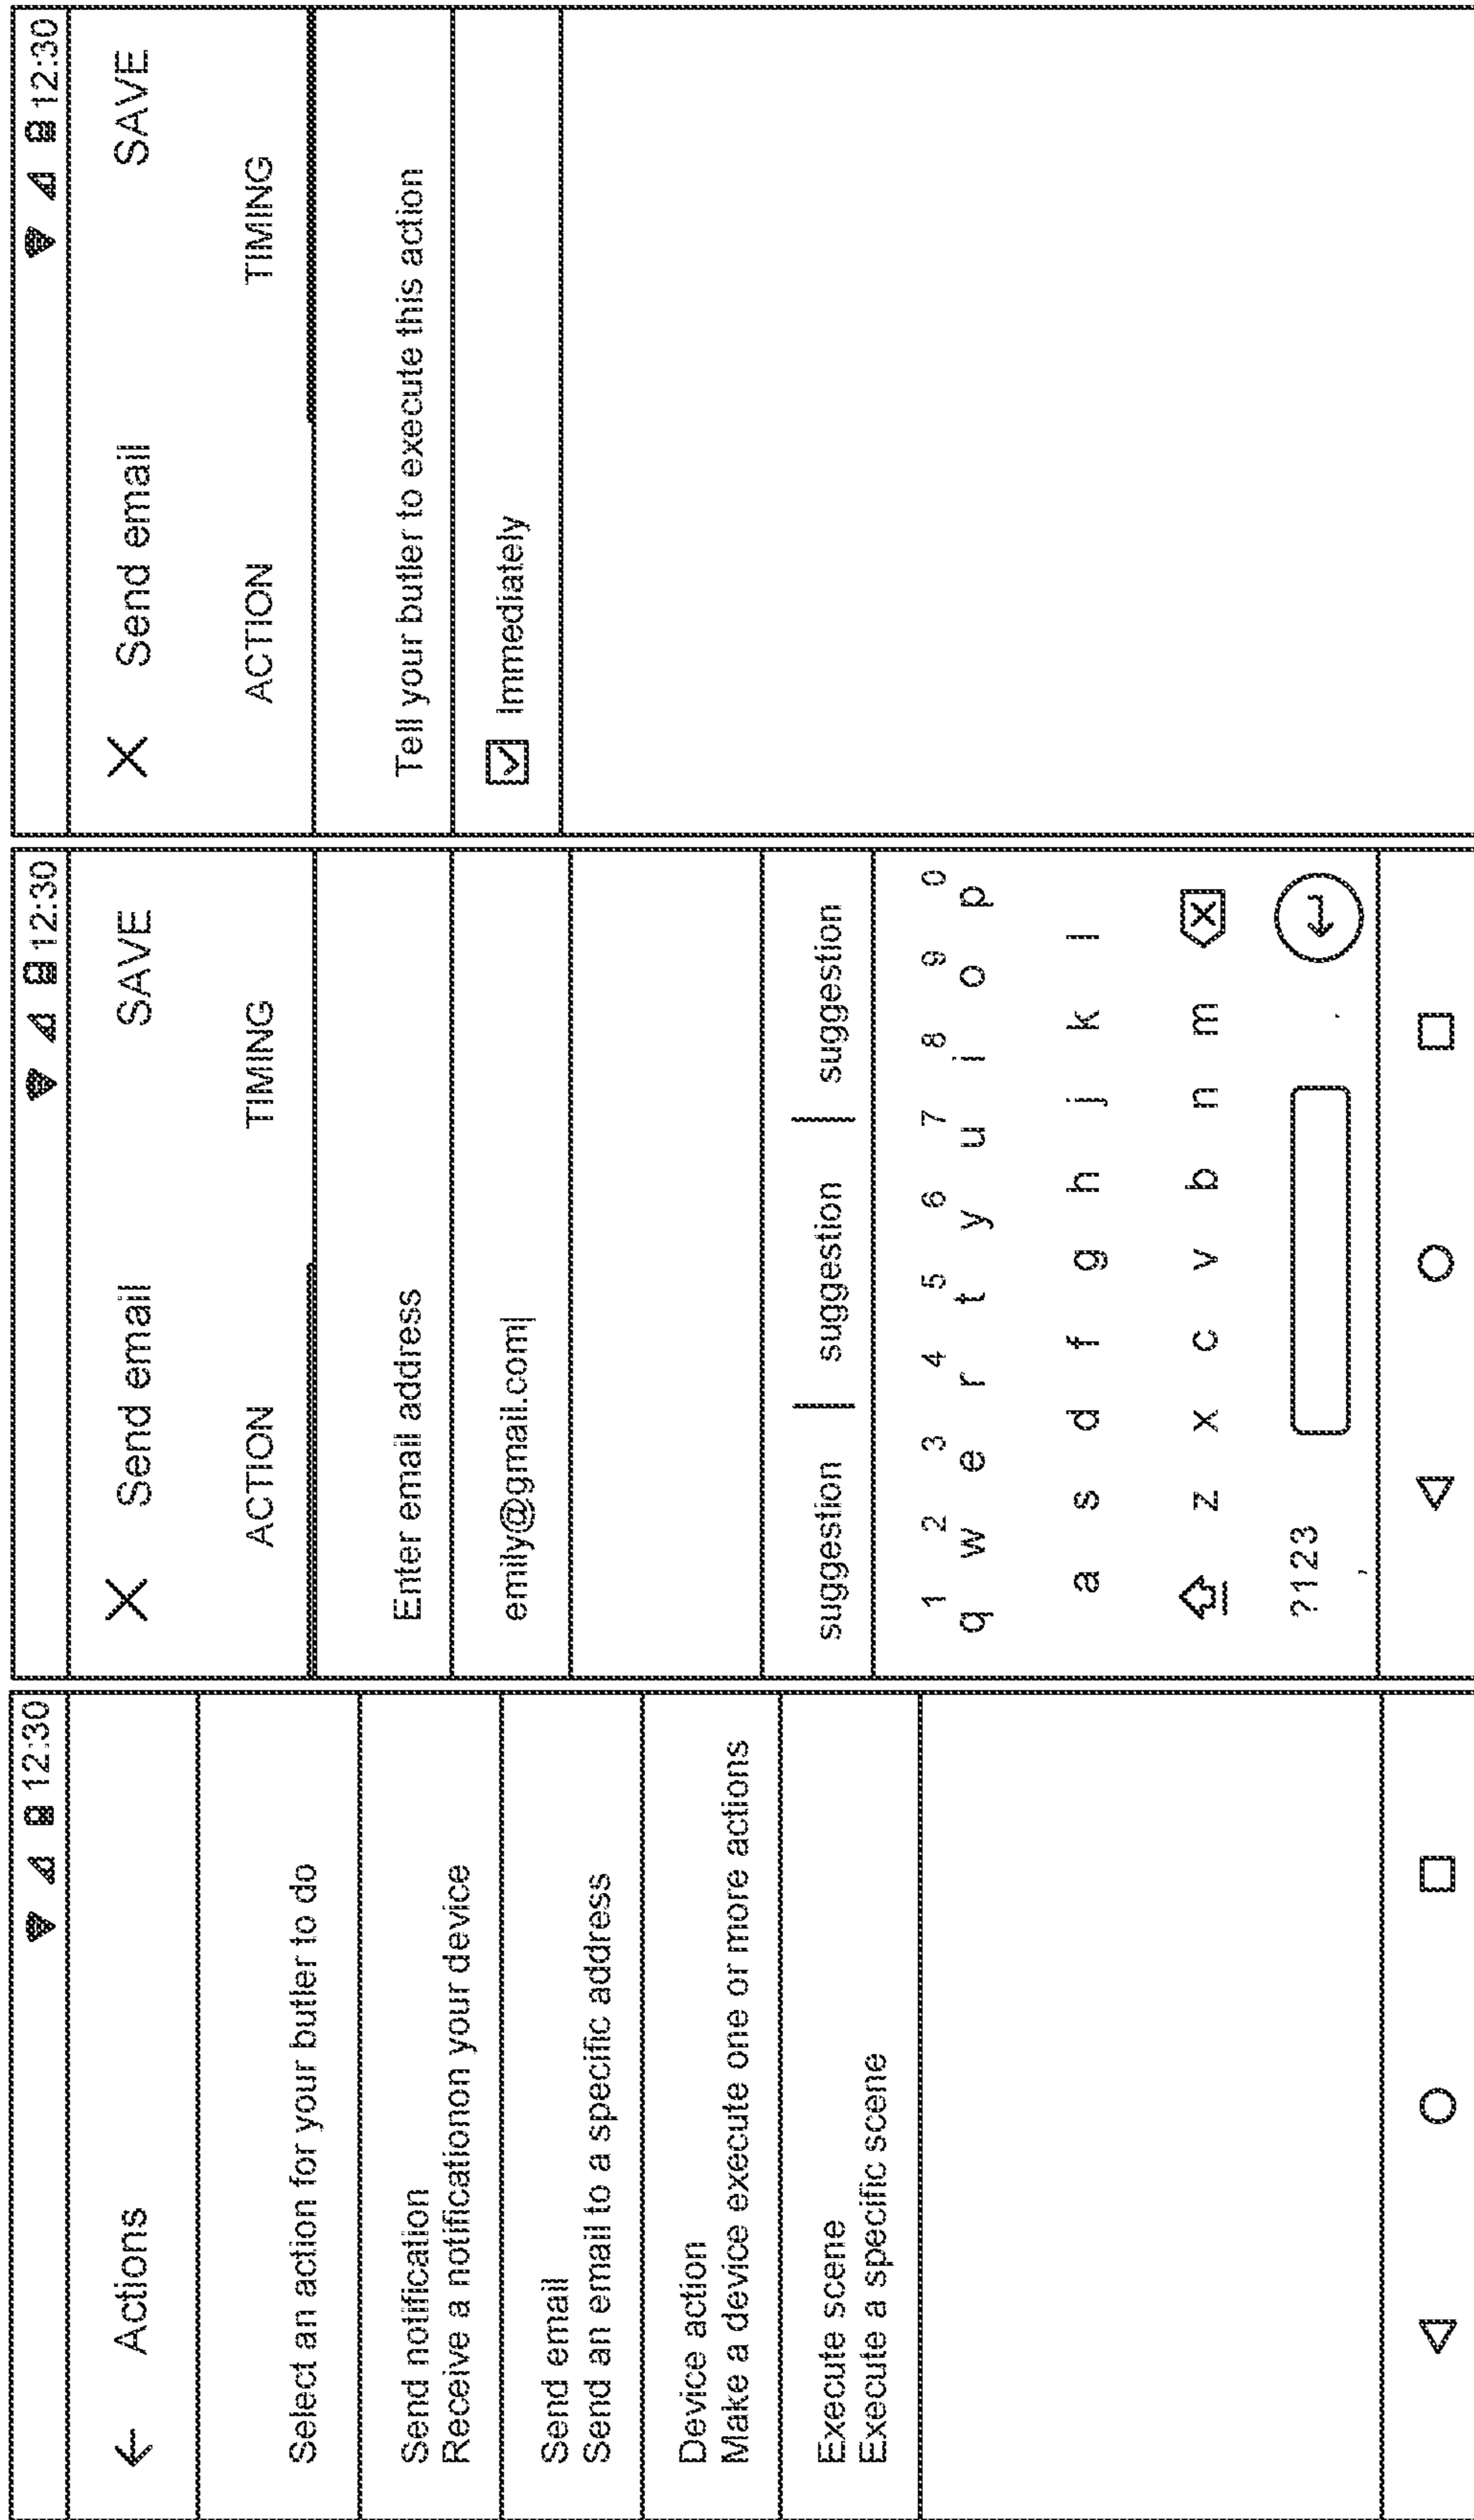 12:30
Actions
Select an action for your butler to do
Send notification
Receive a notificationon your device
Send email
Send an email to a specific address
Device action
Make a device execute one or more actions
Execute scene
Execute a specific scene
12:30
Send email SAVE
ACTION TIMING
Enter email address
emily@gmail.com
suggestion | suggestion | suggestion
1 2 3 4 5 6 7 8 9 0
q w e r t y u i o p
a s d f g h j k l
z x c v b n m
?123 .
,
12:30
Send email SAVE
ACTION TIMING
Tell your butler to execute this action
Immediately